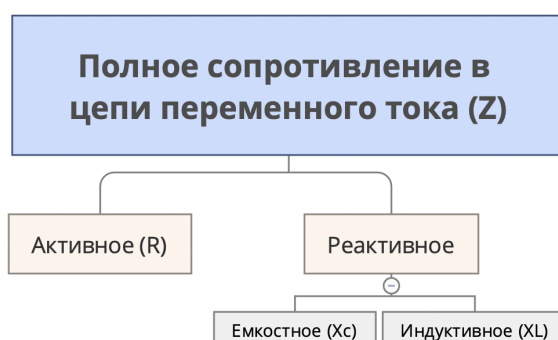 Полное сопротивление в
цепи переменного тока (Z)
Активное (R)
Реактивное
Емкостное (Xc)
Индуктивное (XL)